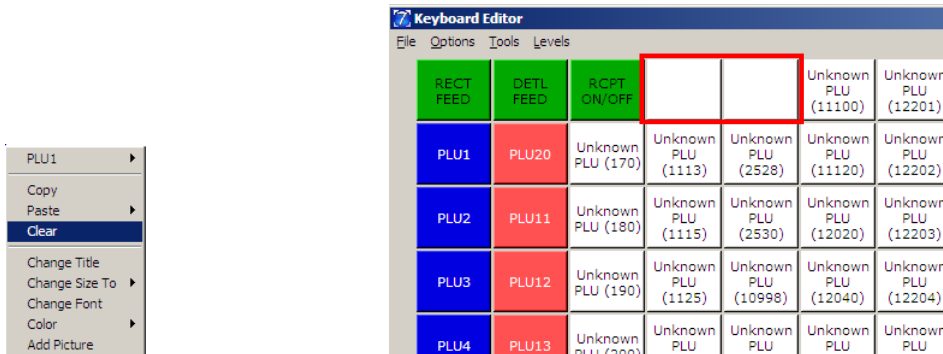 PLU1
Copy
Paste
Clear
Change Title
Change Size To
Change Font
Color
Add Picture
7 Keyboard Editor
File Options Tools Levels
RECT
FEED
DETL
FEED
RCPT
ON/OFF
Unknown
PLU
(11100)
Unknown
PLU
(12201)
PLU1
PLU20
Unknown
PLU (170)
Unknown
PLU
(1113)
Unknown
PLU
(2528)
Unknown
PLU
(11120)
Unknown
PLU
(12202)
PLU2
PLU11
Unknown
PLU (180)
Unknown
PLU
(1115)
Unknown
PLU
(2530)
Unknown
PLU
(12020)
Unknown
PLU
(12203)
PLU3
PLU12
Unknown
PLU (190)
Unknown
PLU
(1125)
Unknown
PLU
(10998)
Unknown
PLU
(12040)
Unknown
PLU
(12204)
PLU4
PLU13
Unknown
PLU (200)
Unknown
PLU
Unknown
PLU
Unknown
PLU
Unknown
PLU